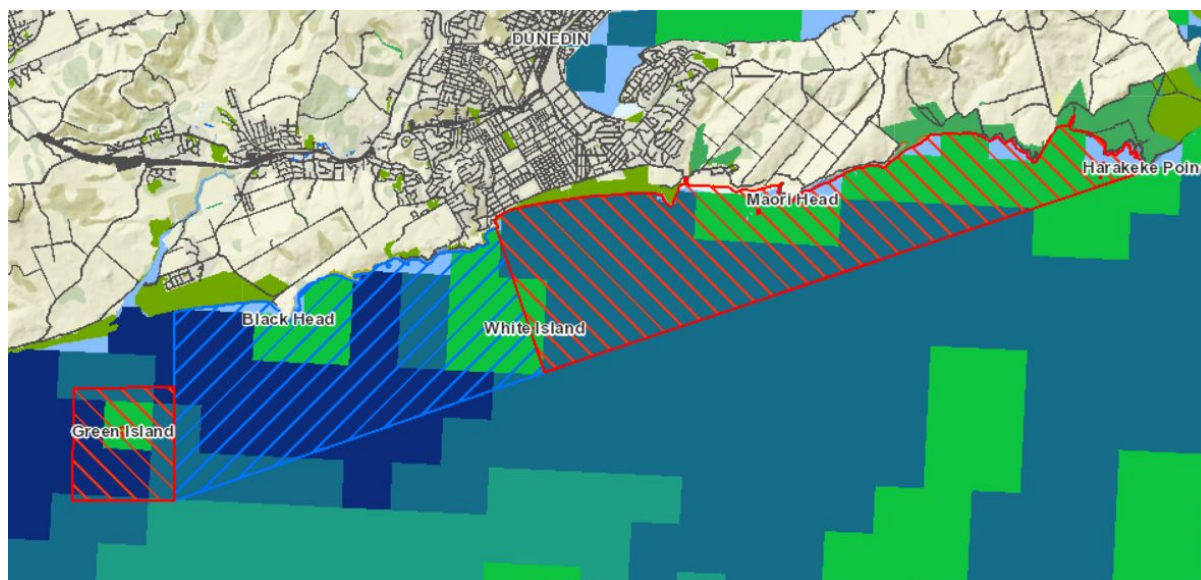 DUNEDIN
Harakeke Poin
Maori Head
Black Head
White Island
Green Island